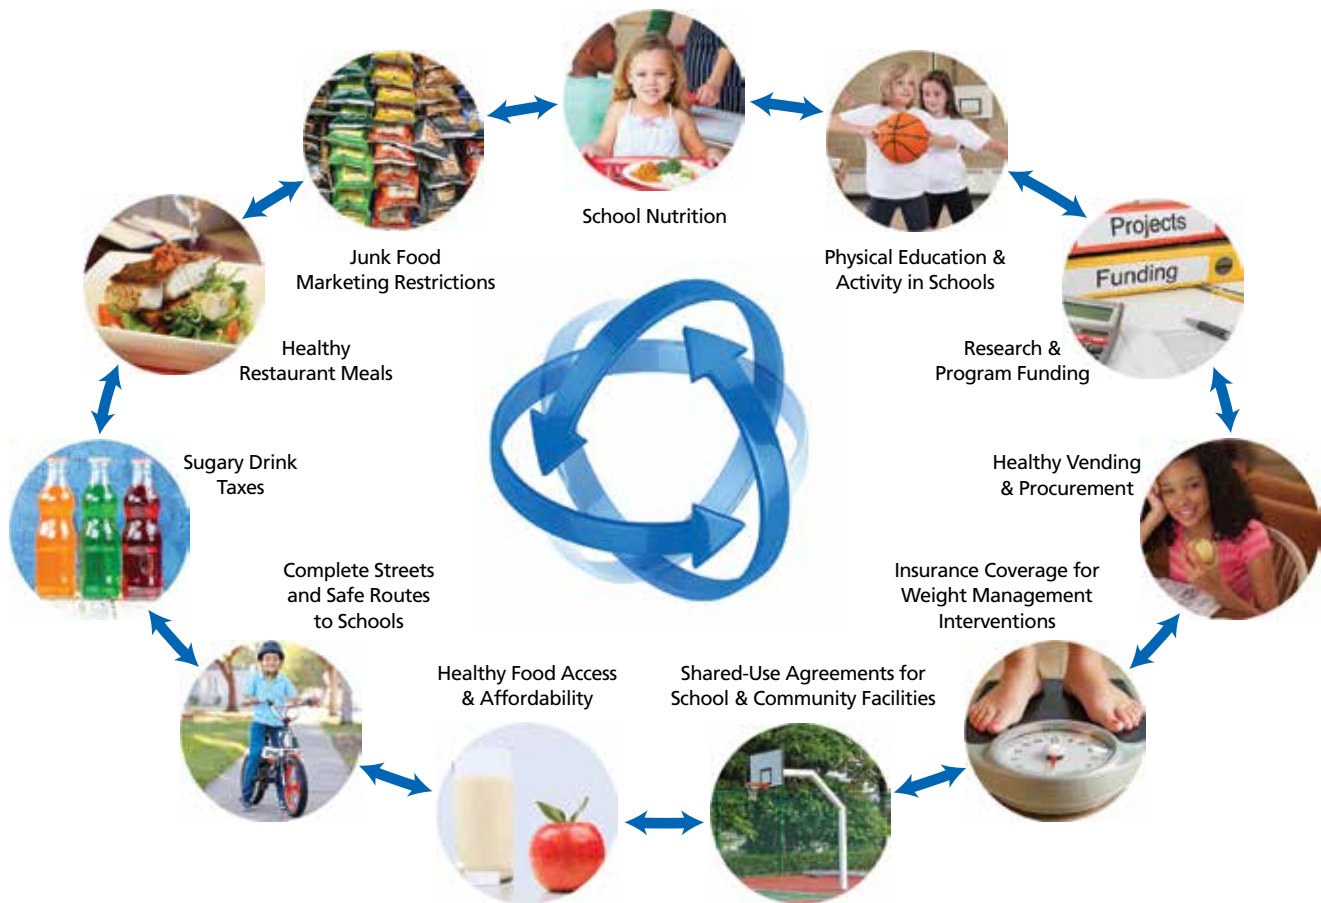 School Nutrition
Physical Education &
Activity in Schools
Projects
Funding
Research &
Program Funding
Healthy Vending
& Procurement
Insurance Coverage for
Weight Management
Interventions
Shared-Use Agreements for
School & Community Facilities
Healthy Food Access
& Affordability
Complete Streets
and Safe Routes
to Schools
Sugary Drink
Taxes
Healthy
Restaurant Meals
Junk Food
Marketing Restrictions